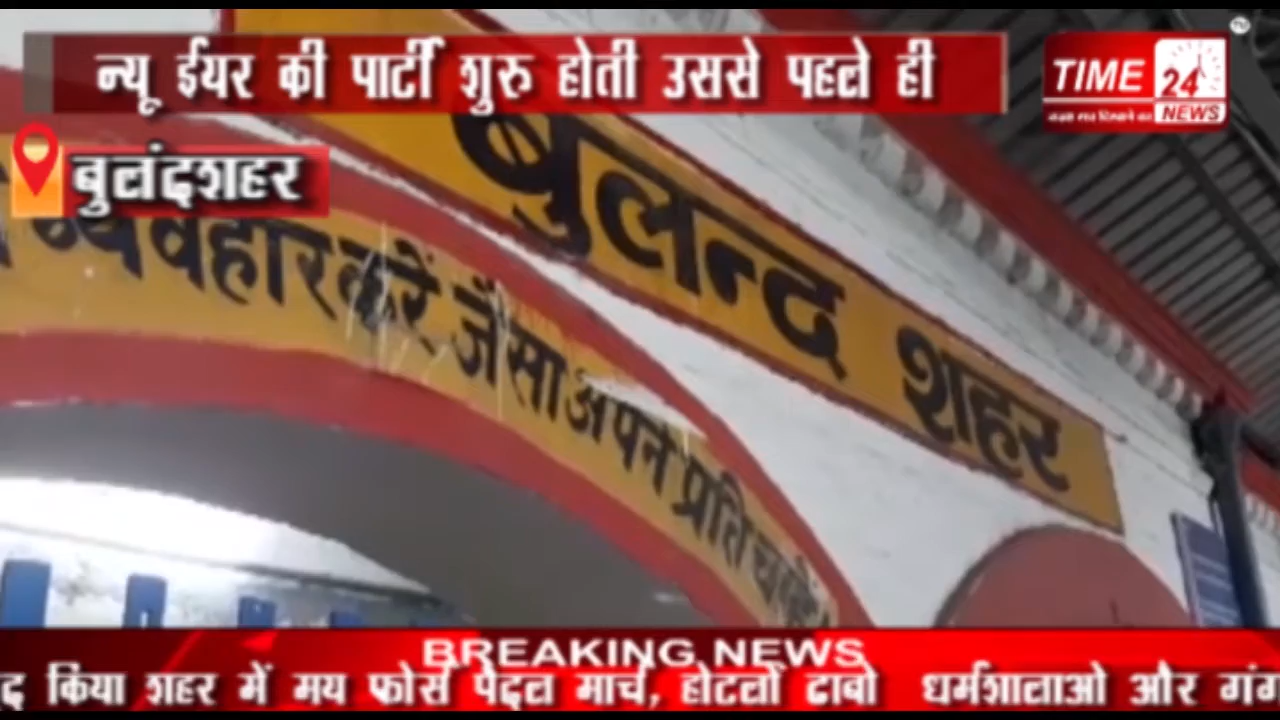 न्यू ईयर की पार्टी शुरु होती उससे पहले ही
TIME 24 NEWS
बुलंदशहर
बुलन्द शहर
व्यवहार करें जैसा अपने प्रति चाहें
BREAKING NEWS
द किया शहर में मय फोर्स पैदल मार्च, होटलों ढाबो धर्मशालाओ और गंग